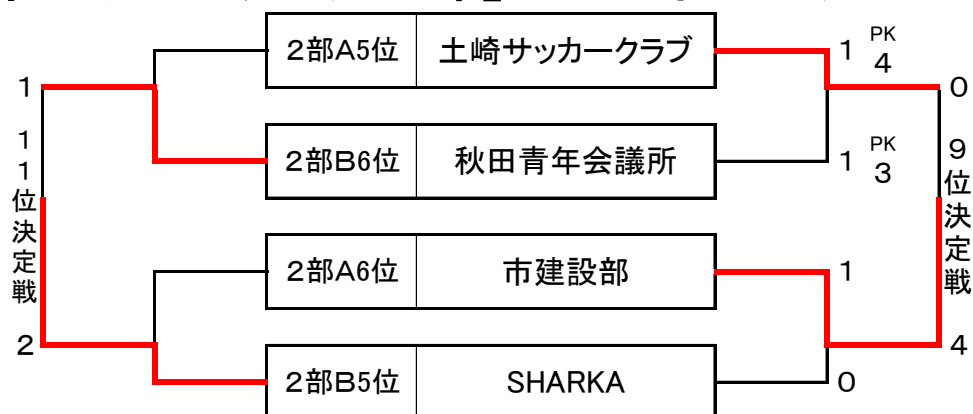 2部A5位 土崎サッカークラブ 1 PK 4
1 0
2部B6位 秋田青年会議所 1 PK 3
11位決定戦
9位決定戦
2部A6位 市建設部 1
2 4
2部B5位 SHARKA 0